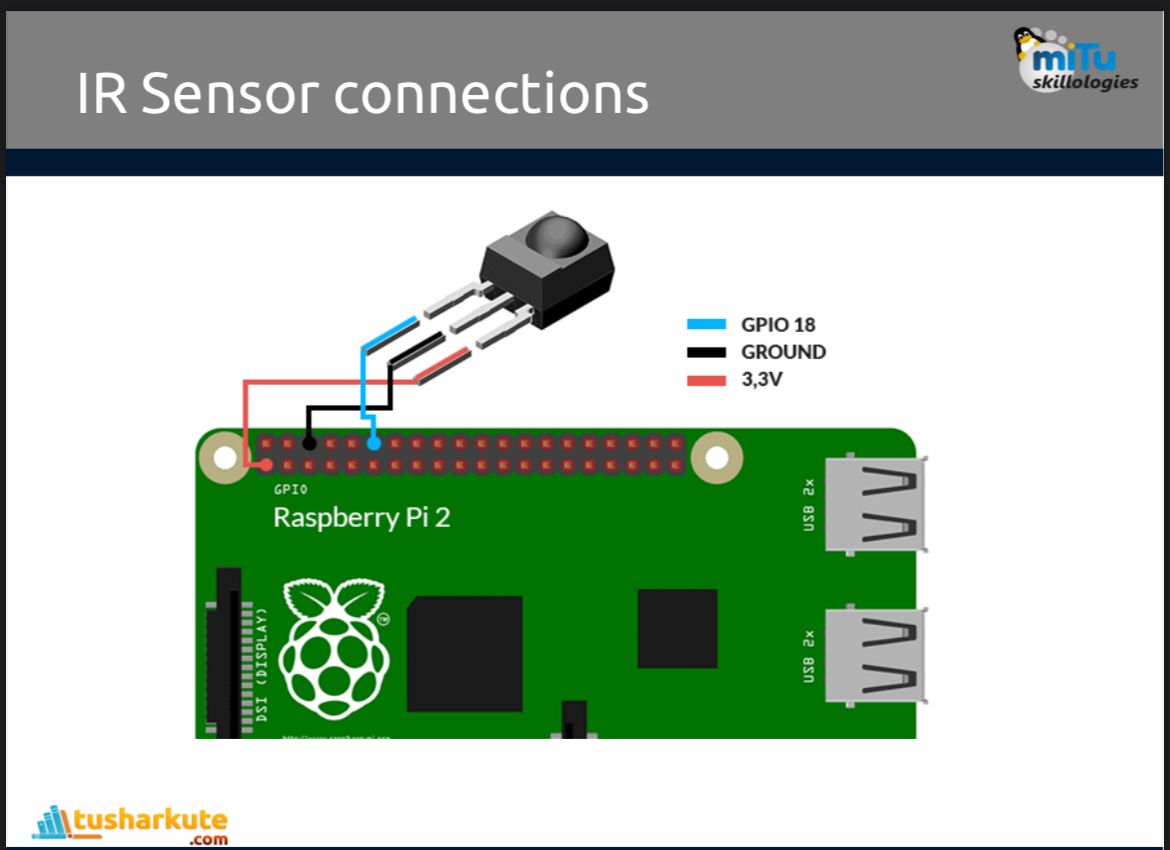 IR Sensor connections
miTu
skillologies
GPIO 18
GROUND
3,3V
GPIO
Raspberry Pi 2
USB 2x
DSI (DISPLAY)
TM
USB 2x
tusharkute
.com